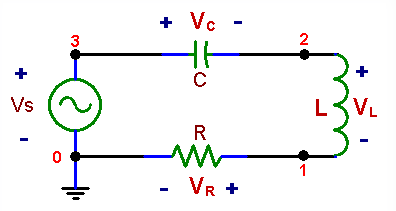 + VC -
3 2
C
+ +
Vs L VL
- -
R
0 1
- VR +